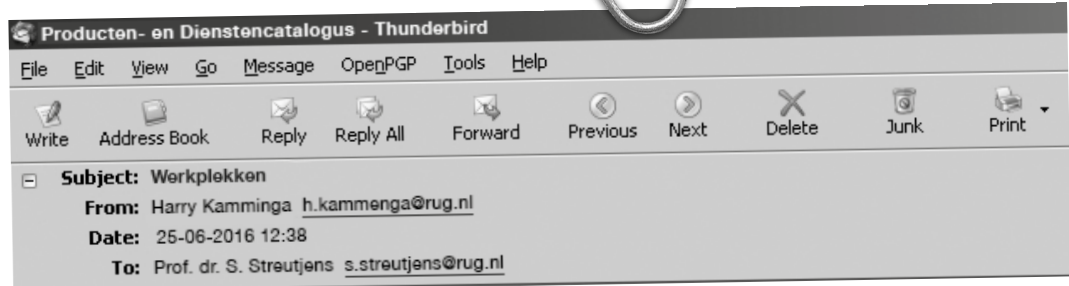 Producten- en Dienstencatalogus - Thunderbird
File Edit View Go Message OpenPGP Tools Help
Write Address Book Reply Reply All Forward Previous Next Delete Junk Print
Subject: Werkplekken
From: Harry Kamminga h.kammenga@rug.nl
Date: 25-06-2016 12:38
To: Prof. dr. S. Streutjens s.streutjens@rug.nl